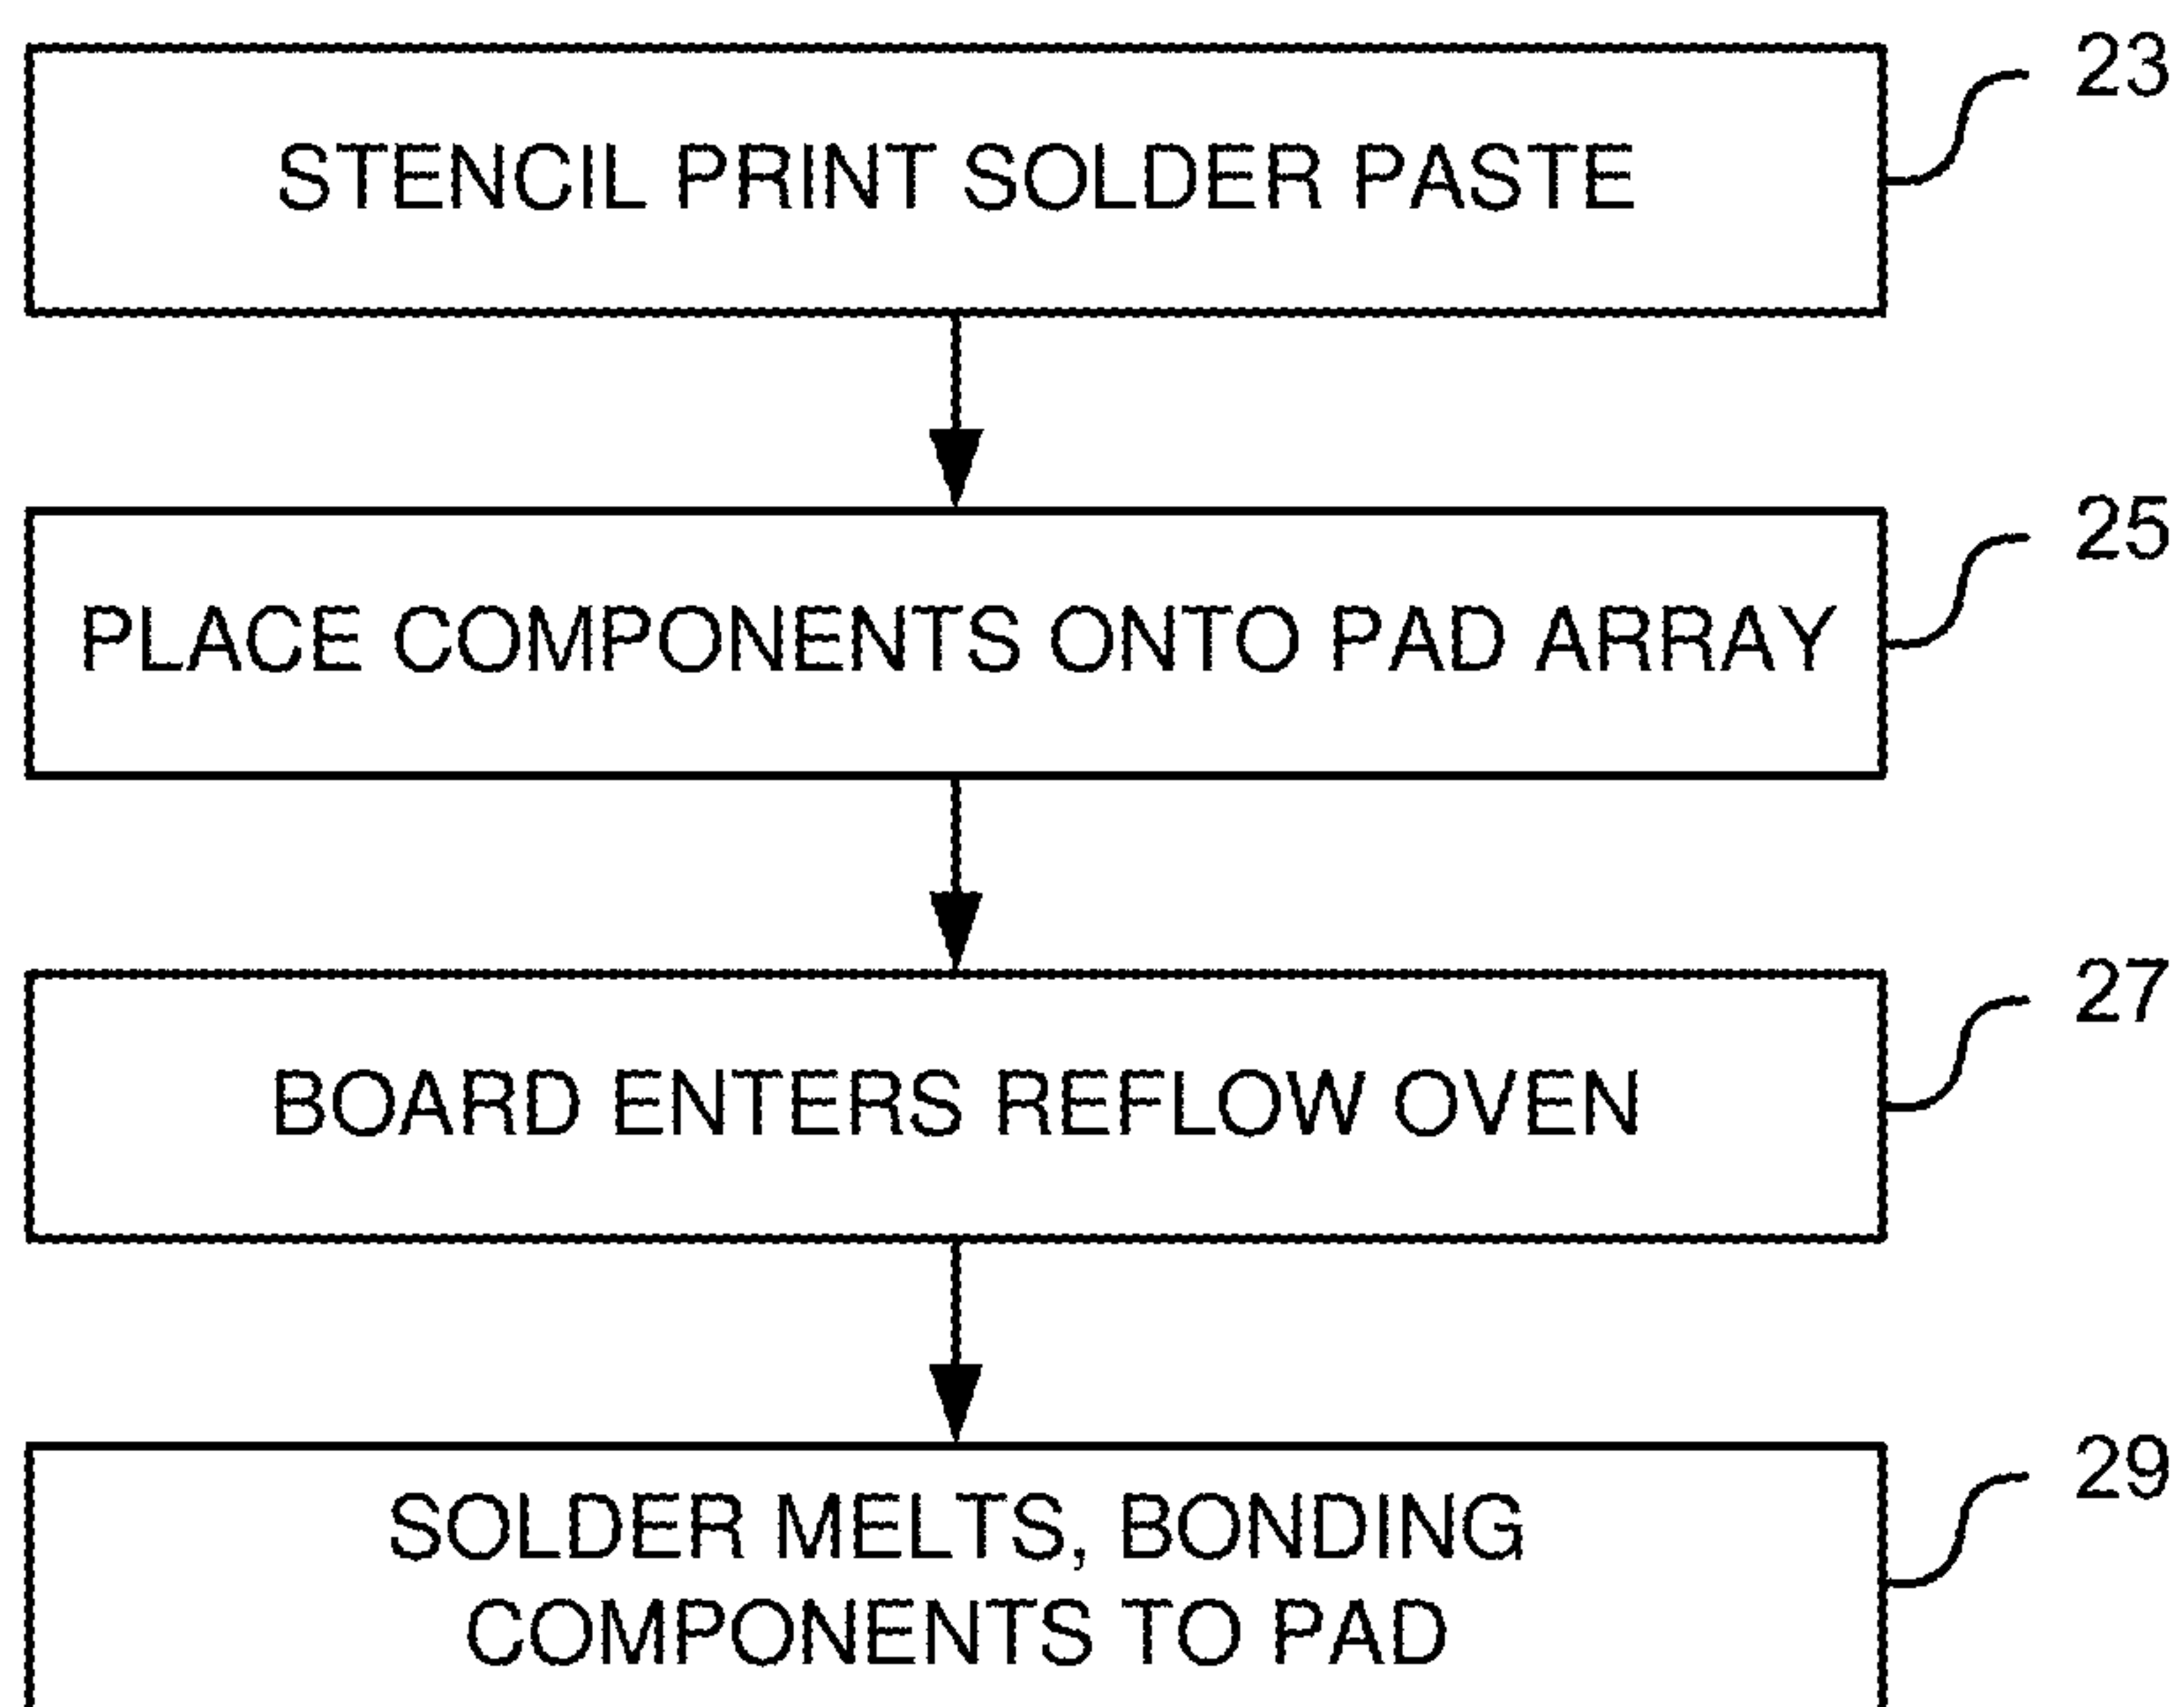 STENCIL PRINT SOLDER PASTE
23
PLACE COMPONENTS ONTO PAD ARRAY
25
BOARD ENTERS REFLOW OVEN
27
SOLDER MELTS, BONDING
COMPONENTS TO PAD
29